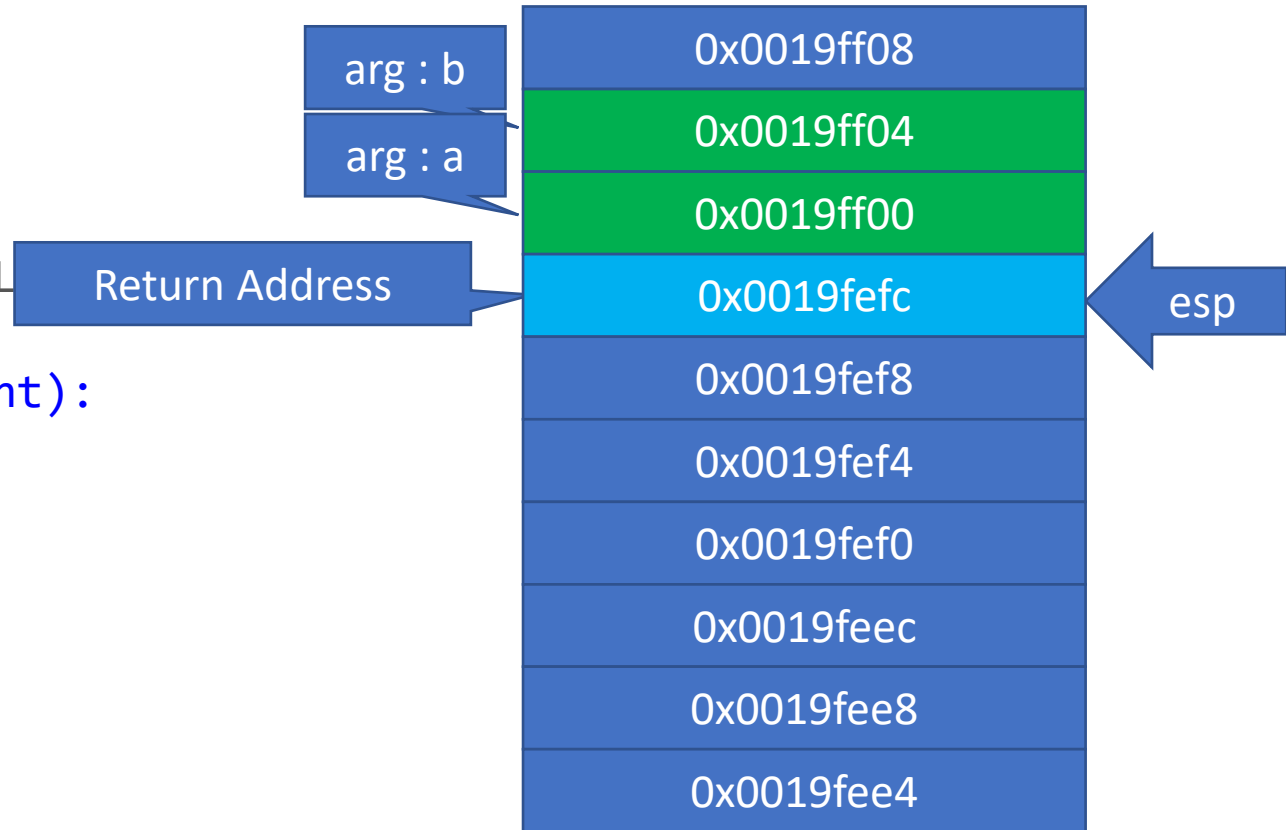 arg : b
arg : a
Return Address
nt):
0x0019ff08
0x0019ff04
0x0019ff00
0x0019fefc
esp
0x0019fef8
0x0019fef4
0x0019fef0
0x0019feec
0x0019fee8
0x0019fee4